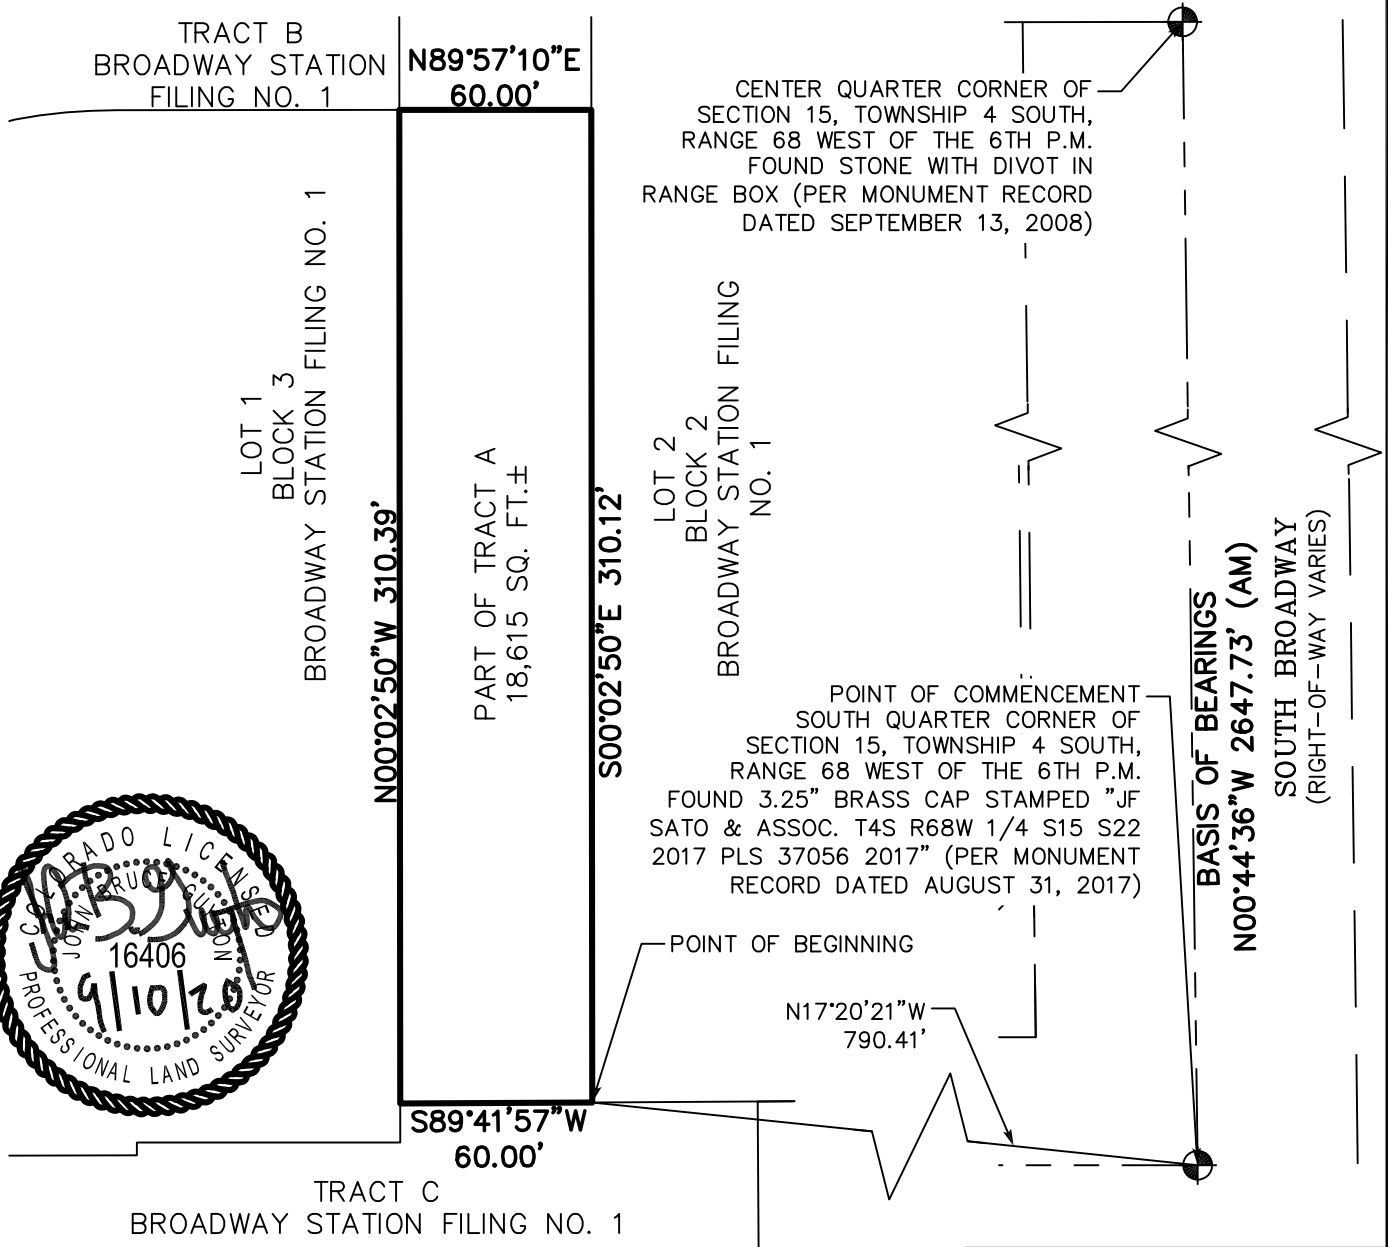 TRACT B
BROADWAY STATION
FILING NO. 1
N89°57'10"E
60.00'
CENTER QUARTER CORNER OF
SECTION 15, TOWNSHIP 4 SOUTH,
RANGE 68 WEST OF THE 6TH P.M.
FOUND STONE WITH DIVOT IN
RANGE BOX (PER MONUMENT RECORD
DATED SEPTEMBER 13, 2008)
LOT 1
BLOCK 3
BROADWAY STATION FILING NO. 1
N00°02'50"W 310.39'
PART OF TRACT A
18,615 SQ. FT.±
S00°02'50"E 310.12'
LOT 2
BLOCK 2
BROADWAY STATION FILING
NO. 1
BASIS OF BEARINGS
N00°44'36"W 2647.73' (AM)
SOUTH BROADWAY
(RIGHT-OF-WAY VARIES)
POINT OF COMMENCEMENT
SOUTH QUARTER CORNER OF
SECTION 15, TOWNSHIP 4 SOUTH,
RANGE 68 WEST OF THE 6TH P.M.
FOUND 3.25" BRASS CAP STAMPED "JF
SATO & ASSOC. T4S R68W 1/4 S15 S22
2017 PLS 37056 2017" (PER MONUMENT
RECORD DATED AUGUST 31, 2017)
COLORADO LICENSED
JOHN BRUCE GUYTON
16406
9/10/20
PROFESSIONAL LAND SURVEYOR
POINT OF BEGINNING
N17°20'21"W
790.41'
S89°41'57"W
60.00'
TRACT C
BROADWAY STATION FILING NO. 1